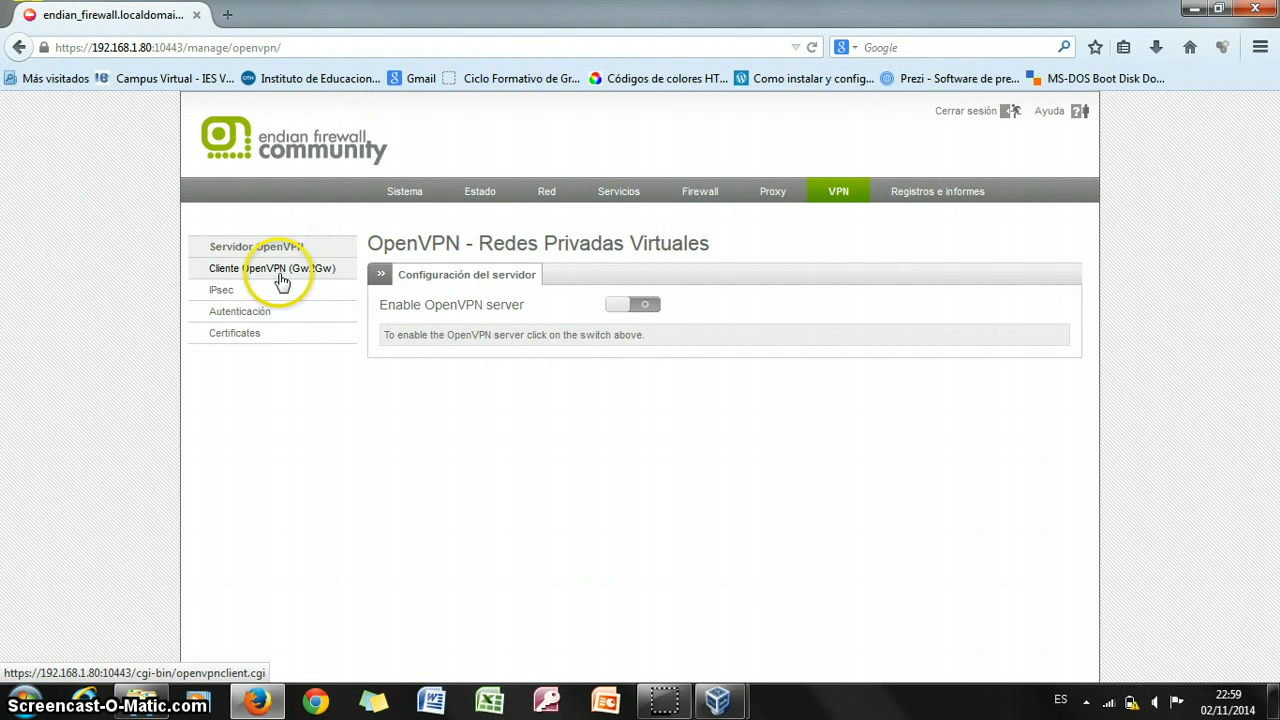 endian_firewall.localdomai...
https://192.168.1.80:10443/manage/openvpn/
Google
Más visitados
Campus Virtual - IES V...
Instituto de Educacion...
Gmail
Ciclo Formativo de Gr...
Códigos de colores HT...
Como instalar y config...
Prezi - Software de pre...
MS-DOS Boot Disk Do...
Cerrar sesión
Ayuda
endian firewall
community
Sistema
Estado
Red
Servicios
Firewall
Proxy
VPN
Registros e informes
Servidor OpenVPN
Cliente OpenVPN (Gw2Gw)
IPsec
Autenticación
Certificates
OpenVPN - Redes Privadas Virtuales
Configuración del servidor
Enable OpenVPN server
To enable the OpenVPN server click on the switch above.
https://192.168.1.80:10443/cgi-bin/openvpnclient.cgi
ES
22:59
02/11/2014
Screencast-O-Matic.com